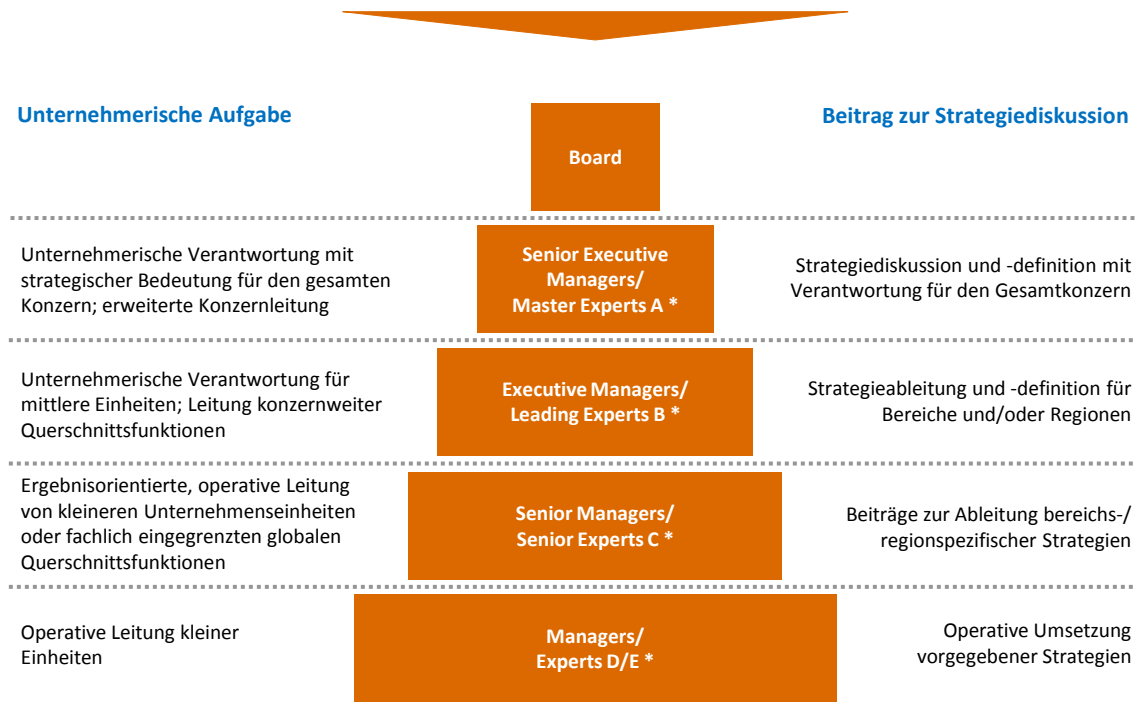 Unternehmerische Aufgabe
Board
Beitrag zur Strategiediskussion
Unternehmerische Verantwortung mit
strategischer Bedeutung für den gesamten
Konzern; erweiterte Konzernleitung
Senior Executive
Managers/
Master Experts A *
Strategiediskussion und -definition mit
Verantwortung für den Gesamtkonzern
Unternehmerische Verantwortung für
mittlere Einheiten; Leitung konzernweiter
Querschnittsfunktionen
Executive Managers/
Leading Experts B *
Strategieableitung und -definition für
Bereiche und/oder Regionen
Ergebnisorientierte, operative Leitung
von kleineren Unternehmenseinheiten
oder fachlich eingegrenzten globalen
Querschnittsfunktionen
Senior Managers/
Senior Experts C *
Beiträge zur Ableitung bereichs-/
regionspezifischer Strategien
Operative Leitung kleiner
Einheiten
Managers/
Experts D/E *
Operative Umsetzung
vorgegebener Strategien